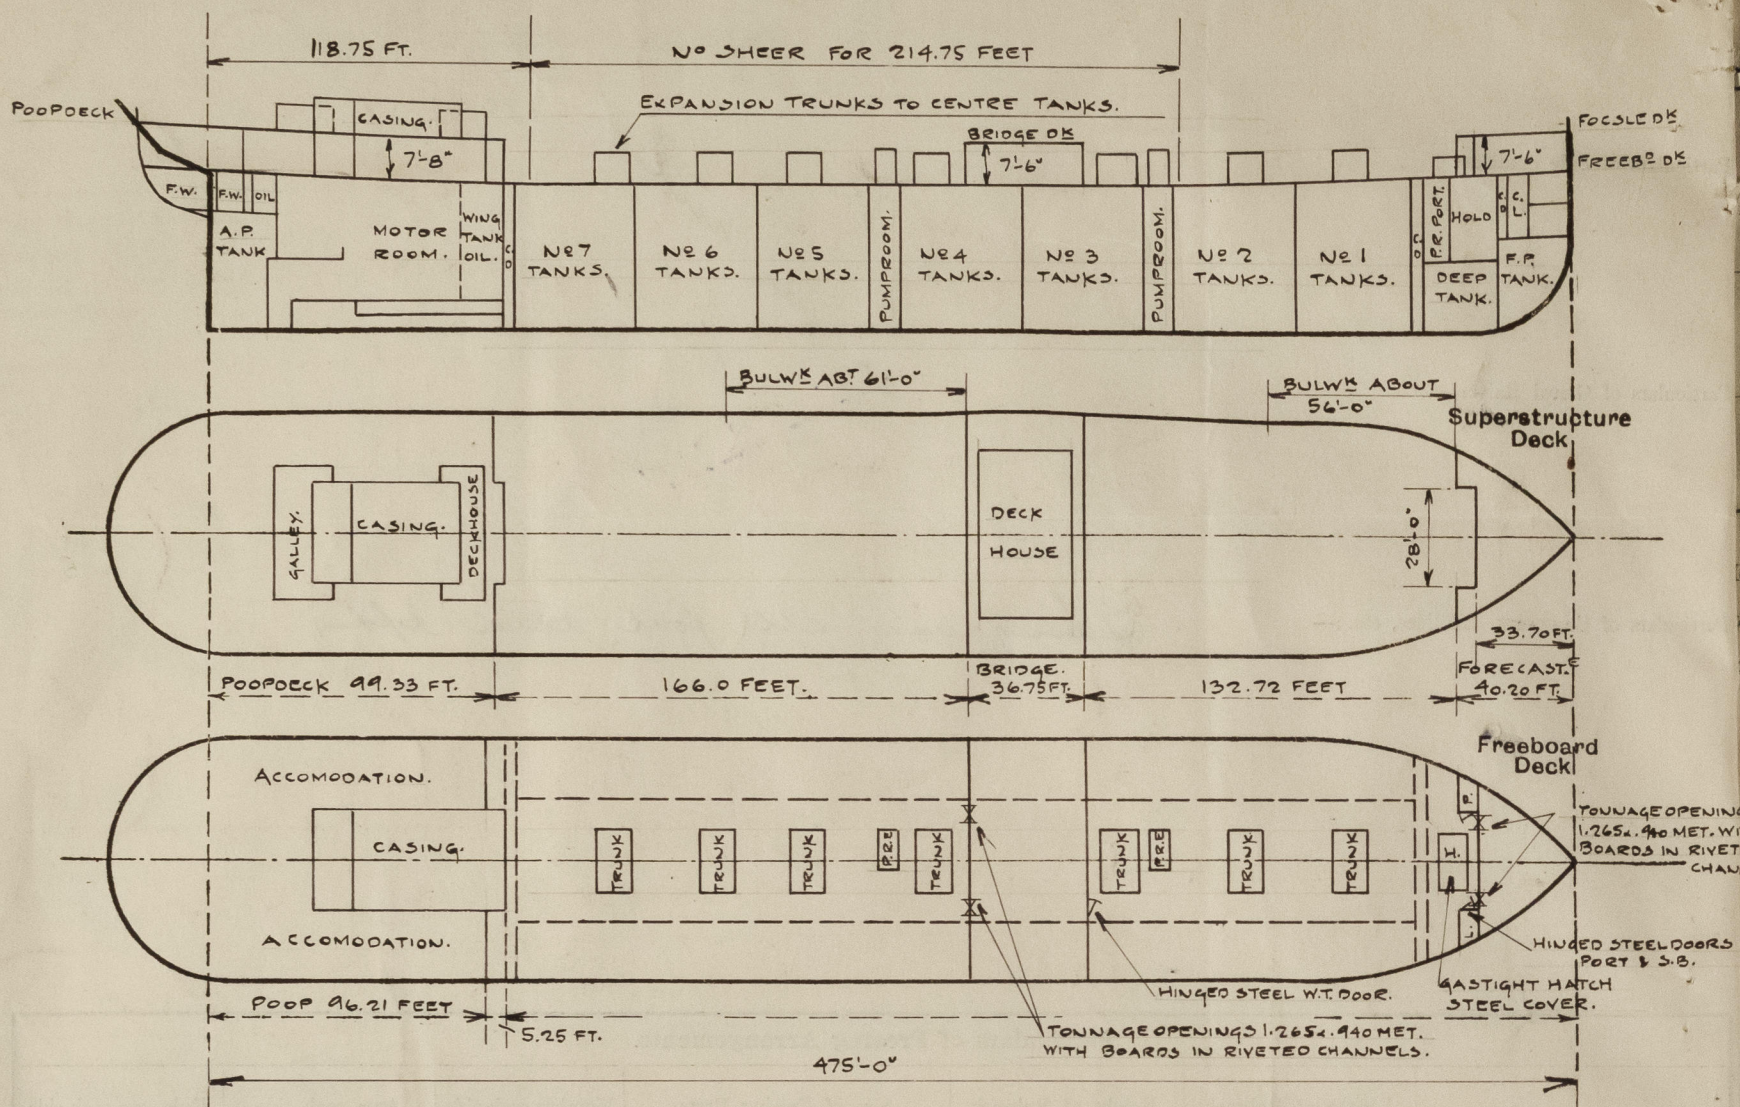 118.75 FT.
Nº SHEER FOR 214.75 FEET
POOPDECK
EXPANSION TRUNKS TO CENTRE TANKS.
CASING.
BRIDGE DK
FOCSLE DK
7'-8"
7'-6"
7'-6"
FREEBD DK
F.W.
F.W.
OIL
A.P.
TANK
MOTOR
ROOM.
WING
TANK
OIL.
C.D
Nº 7
TANKS.
Nº 6
TANKS.
Nº 5
TANKS.
PUMPROOM.
Nº 4
TANKS.
Nº 3
TANKS.
PUMPROOM.
Nº 2
TANKS.
Nº 1
TANKS.
C.D
P.R. PORT.
HOLD
C.D
C.L.
DEEP
TANK.
F.P.
TANK.
BULWK ABT 61'-0"
BULWK ABOUT
56'-0"
Superstructure
Deck
GALLEY.
CASING.
DECKHOUSE
DECK
HOUSE
28'-0"
33.70 FT.
POOPDECK 99.33 FT.
166.0 FEET.
BRIDGE.
36.75 FT.
132.72 FEET
FORECASTE
40.20 FT.
Freeboard
Deck
ACCOMODATION.
CASING.
TRUNK
TRUNK
TRUNK
P.R.E
TRUNK
TRUNK
P.R.E
TRUNK
TRUNK
H.
P.
L.
TONNAGE OPENING
1.265 x .940 MET. WI
BOARDS IN RIVET
CHAN
ACCOMODATION.
HINGED STEEL DOORS
PORT & S.B.
GASTIGHT HATCH
STEEL COVER.
HINGED STEEL W.T. DOOR.
POOP 96.21 FEET
5.25 FT.
TONNAGE OPENINGS 1.265 x .940 MET.
WITH BOARDS IN RIVETED CHANNELS.
475'-0"